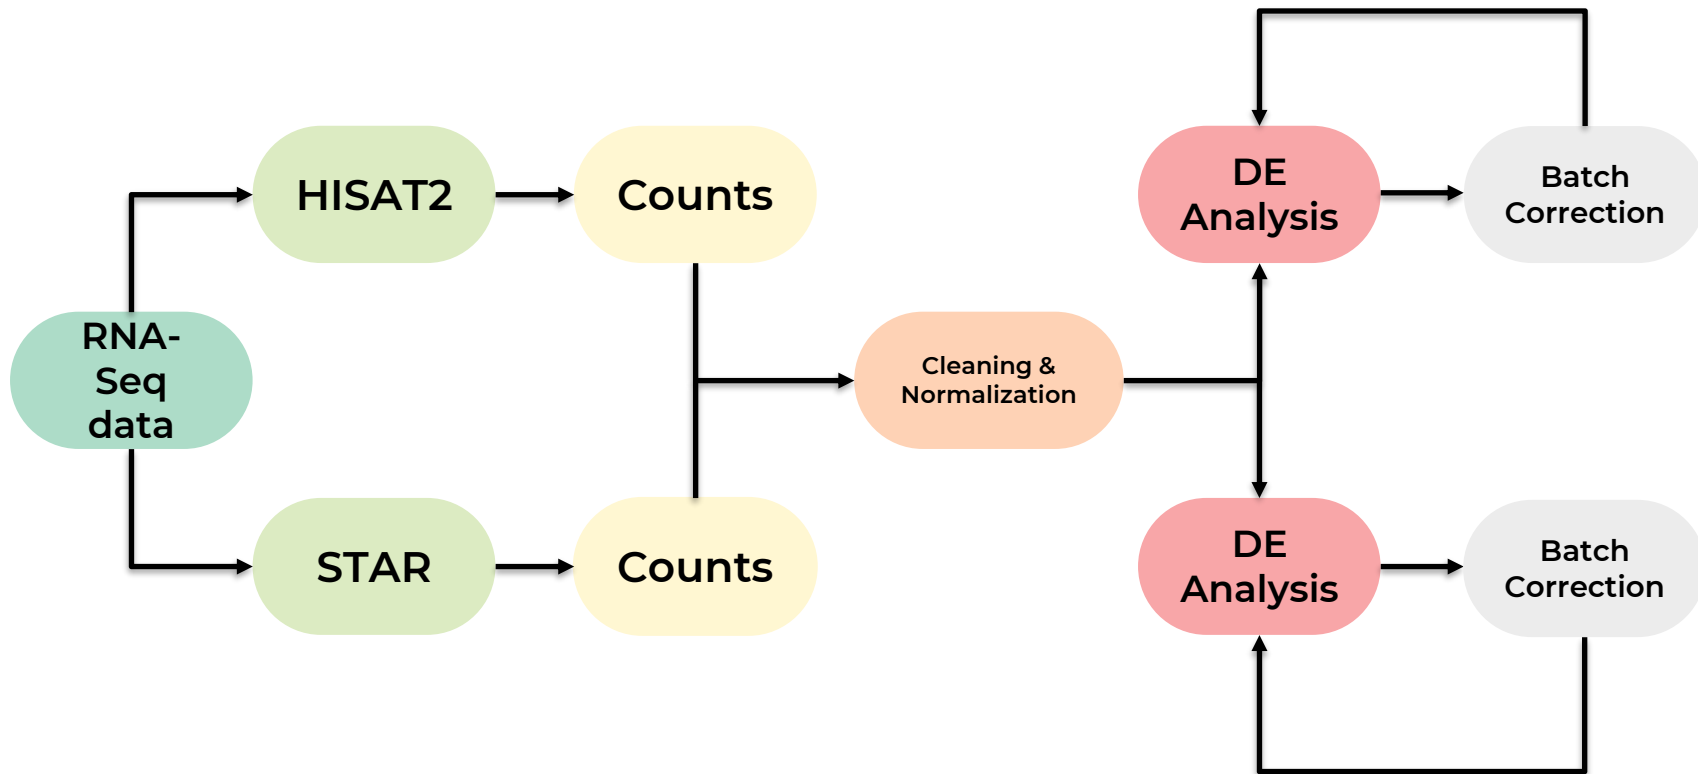 HISAT2
Counts
DE
Analysis
Batch
Correction
RNA-
Seq
data
Cleaning &
Normalization
STAR
Counts
DE
Analysis
Batch
Correction